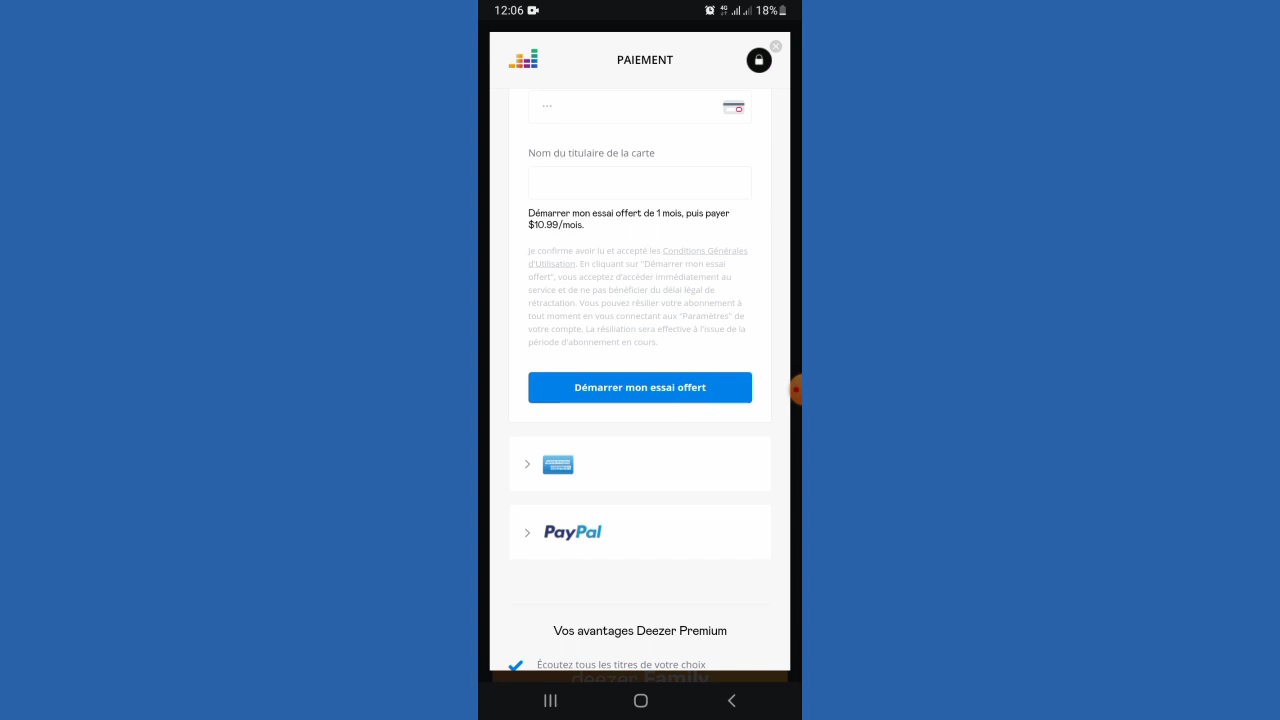 12:06
4G
18%
PAIEMENT
...
Nom du titulaire de la carte
Démarrer mon essai offert de 1 mois, puis payer
$10.99/mois.
Je confirme avoir lu et accepté les Conditions Générales
d'Utilisation. En cliquant sur "Démarrer mon essai
offert", vous acceptez d'accéder immédiatement au
service et de ne pas bénéficier du délai légal de
rétractation. Vous pouvez résilier votre abonnement à
tout moment en vous connectant aux "Paramètres" de
votre compte. La résiliation sera effective à l'issue de la
période d'abonnement en cours.
Démarrer mon essai offert
PayPal
Vos avantages Deezer Premium
Écoutez tous les titres de votre choix
deezer Family